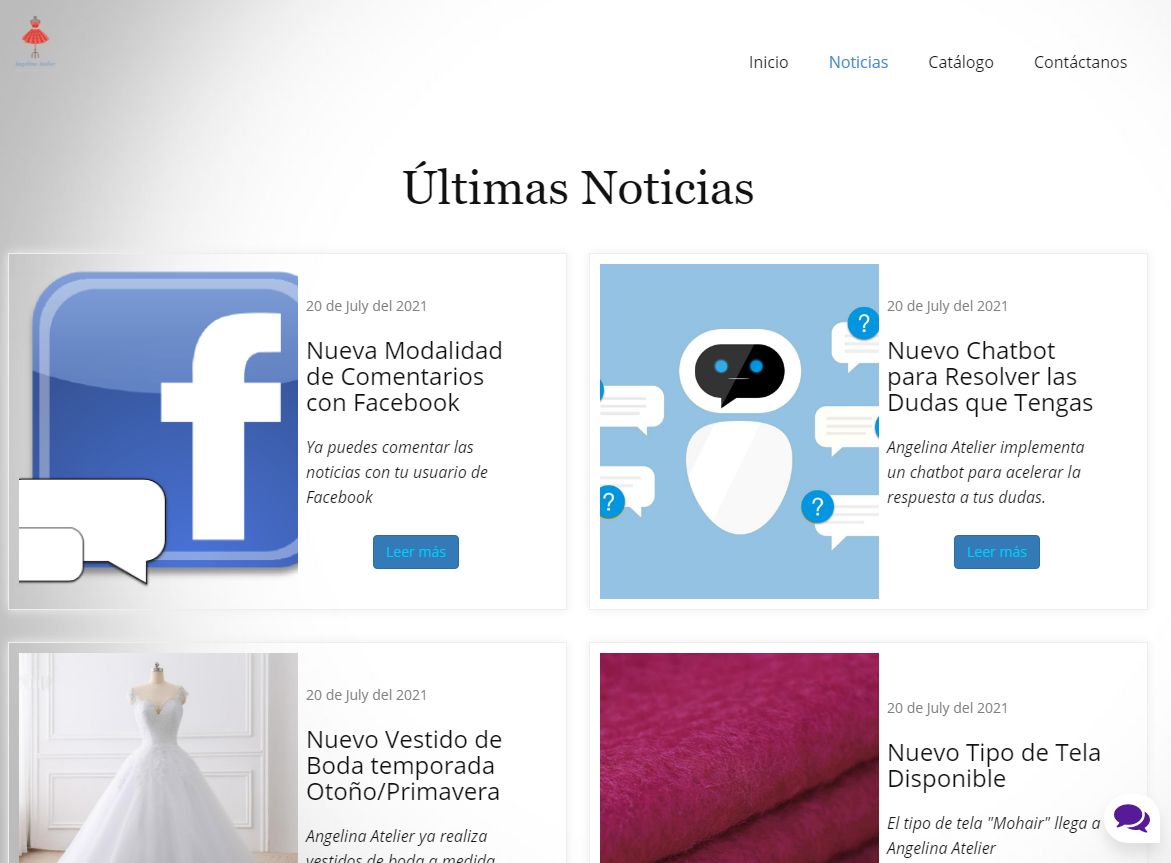 Angelina Atelier
Inicio
Noticias
Catálogo
Contáctanos
Últimas Noticias
20 de July del 2021
Nueva Modalidad
de Comentarios
con Facebook
Ya puedes comentar las
noticias con tu usuario de
Facebook
Leer más
20 de July del 2021
Nuevo Chatbot
para Resolver las
Dudas que Tengas
Angelina Atelier implementa
un chatbot para acelerar la
respuesta a tus dudas.
Leer más
f
?
?
?
20 de July del 2021
Nuevo Vestido de
Boda temporada
Otoño/Primavera
Angelina Atelier ya realiza
vestidos de boda a medida
20 de July del 2021
Nuevo Tipo de Tela
Disponible
El tipo de tela "Mohair" llega a
Angelina Atelier